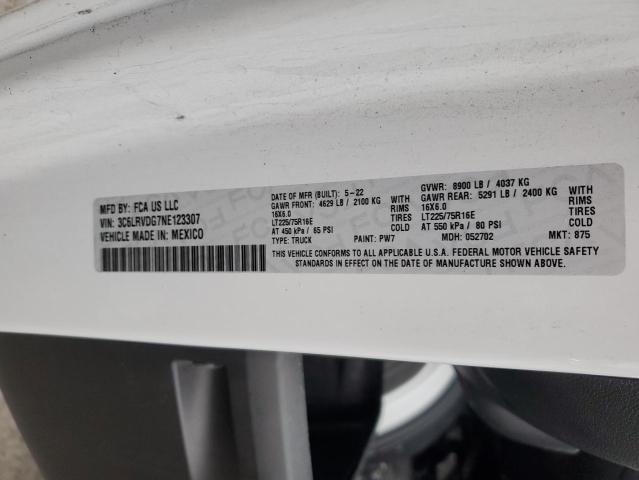 MFD BY: FCA US LLC
VIN: 3C6LRVDG7NE123307
VEHICLE MADE IN: MEXICO
DATE OF MFR (BUILT): 5-22 GVWR: 8900 LB / 4037 KG
GAWR FRONT: 4629 LB / 2100 KG WITH GAWR REAR: 5291 LB / 2400 KG WITH
16X6.0 RIMS 16X6.0 RIMS
LT225/75R16E TIRES LT225/75R16E TIRES
AT 450 kPa / 65 PSI COLD AT 550 kPa / 80 PSI COLD
TYPE: TRUCK PAINT: PW7 MDH: 052702 MKT: 875
THIS VEHICLE CONFORMS TO ALL APPLICABLE U.S.A. FEDERAL MOTOR VEHICLE SAFETY
STANDARDS IN EFFECT ON THE DATE OF MANUFACTURE SHOWN ABOVE.